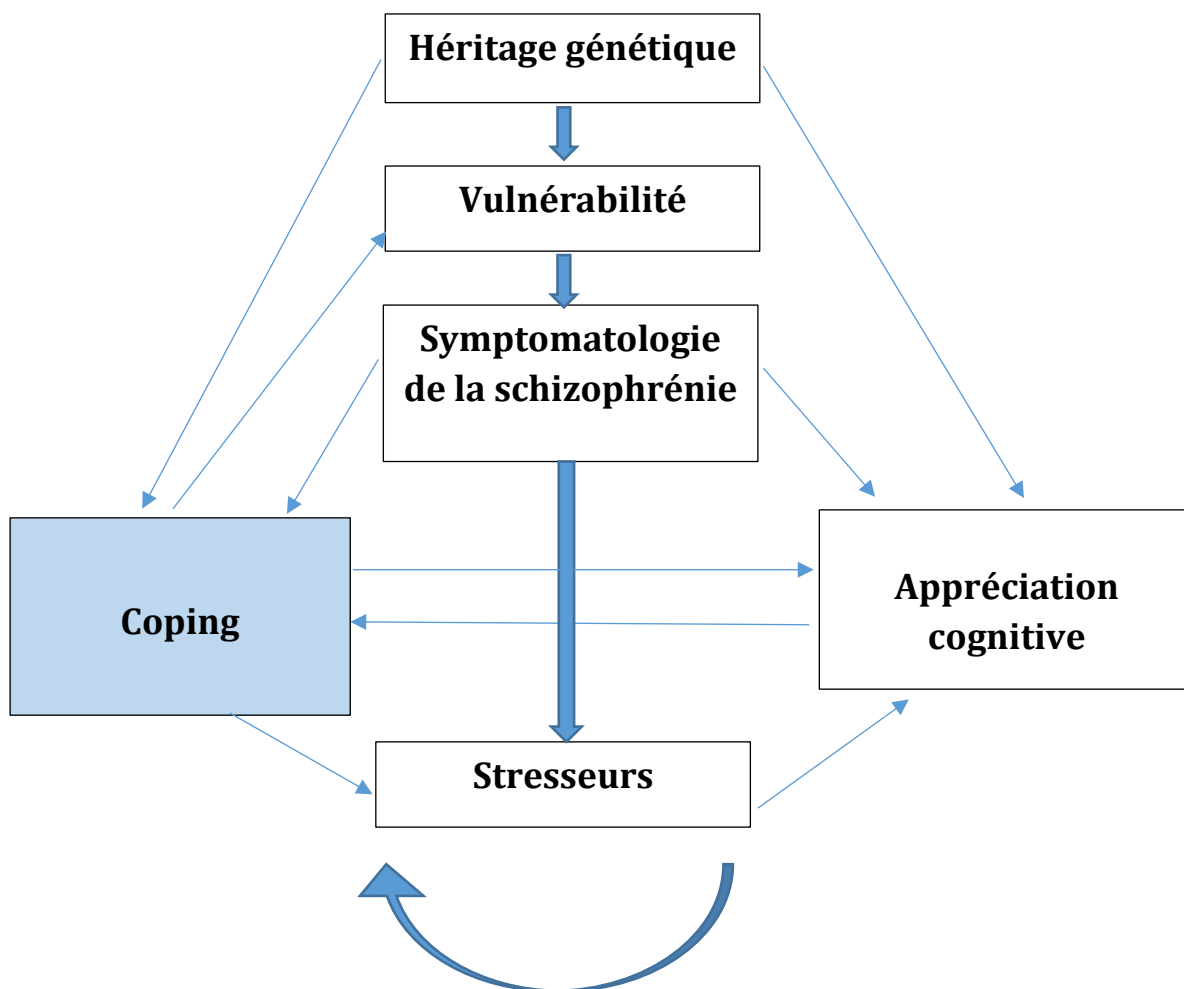 Héritage génétique
Vulnérabilité
Symptomatologie
de la schizophrénie
Coping
Appréciation
cognitive
Stresseurs